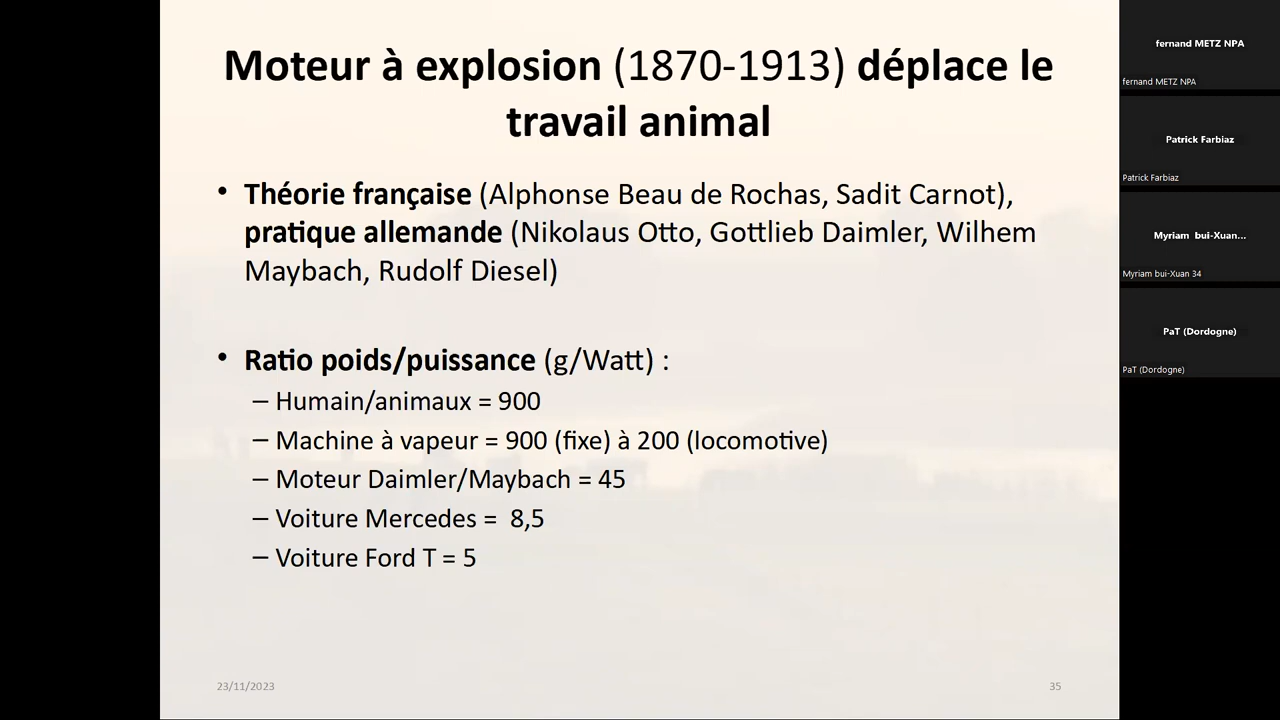 Moteur à explosion (1870-1913) déplace le
travail animal
• Théorie française (Alphonse Beau de Rochas, Sadit Carnot),
pratique allemande (Nikolaus Otto, Gottlieb Daimler, Wilhem
Maybach, Rudolf Diesel)
• Ratio poids/puissance (g/Watt) :
– Humain/animaux = 900
– Machine à vapeur = 900 (fixe) à 200 (locomotive)
– Moteur Daimler/Maybach = 45
– Voiture Mercedes = 8,5
– Voiture Ford T = 5
23/11/2023
35
fernand METZ NPA
fernand METZ NPA
Patrick Farbiaz
Patrick Farbiaz
Myriam bui-Xuan...
Myriam bui-Xuan 34
PaT (Dordogne)
PaT (Dordogne)